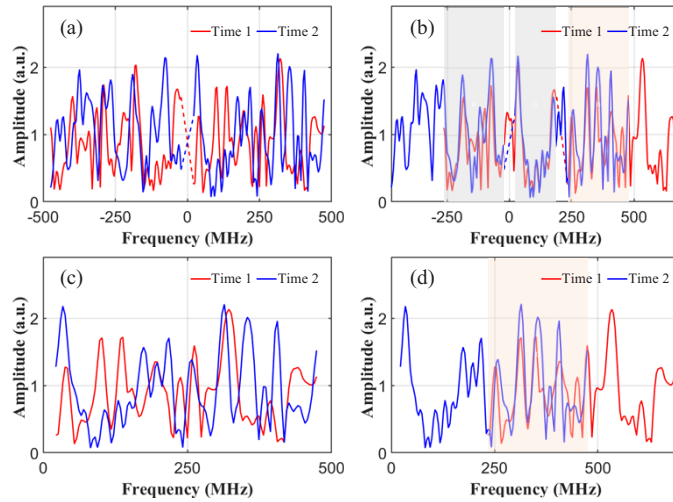 (a) Time 1 Time 2
Amplitude (a.u.)
2
1
0
-500 -250 0 250 500
Frequency (MHz)
(b) Time 1 Time 2
Amplitude (a.u.)
2
1
0
-250 0 250 500
Frequency (MHz)
(c) Time 1 Time 2
Amplitude (a.u.)
2
1
0
0 250 500
Frequency (MHz)
(d) Time 1 Time 2
Amplitude (a.u.)
2
1
0
0 250 500
Frequency (MHz)